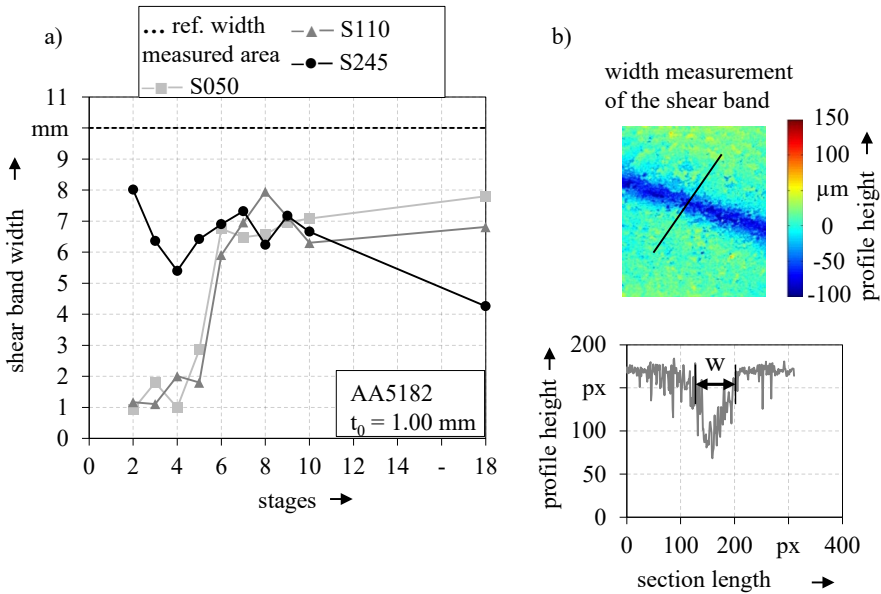 a)
... ref. width
measured area
S050
S110
S245
11
mm
9
8
7
6
5
4
3
2
1
0
shear band width
0 2 4 6 8 10 12 14 - 18
stages
AA5182
t₀ = 1.00 mm
b)
width measurement
of the shear band
150
100
µm
0
-50
-100
profile height
200
px
100
50
0
profile height
w
0 100 200 px 400
section length